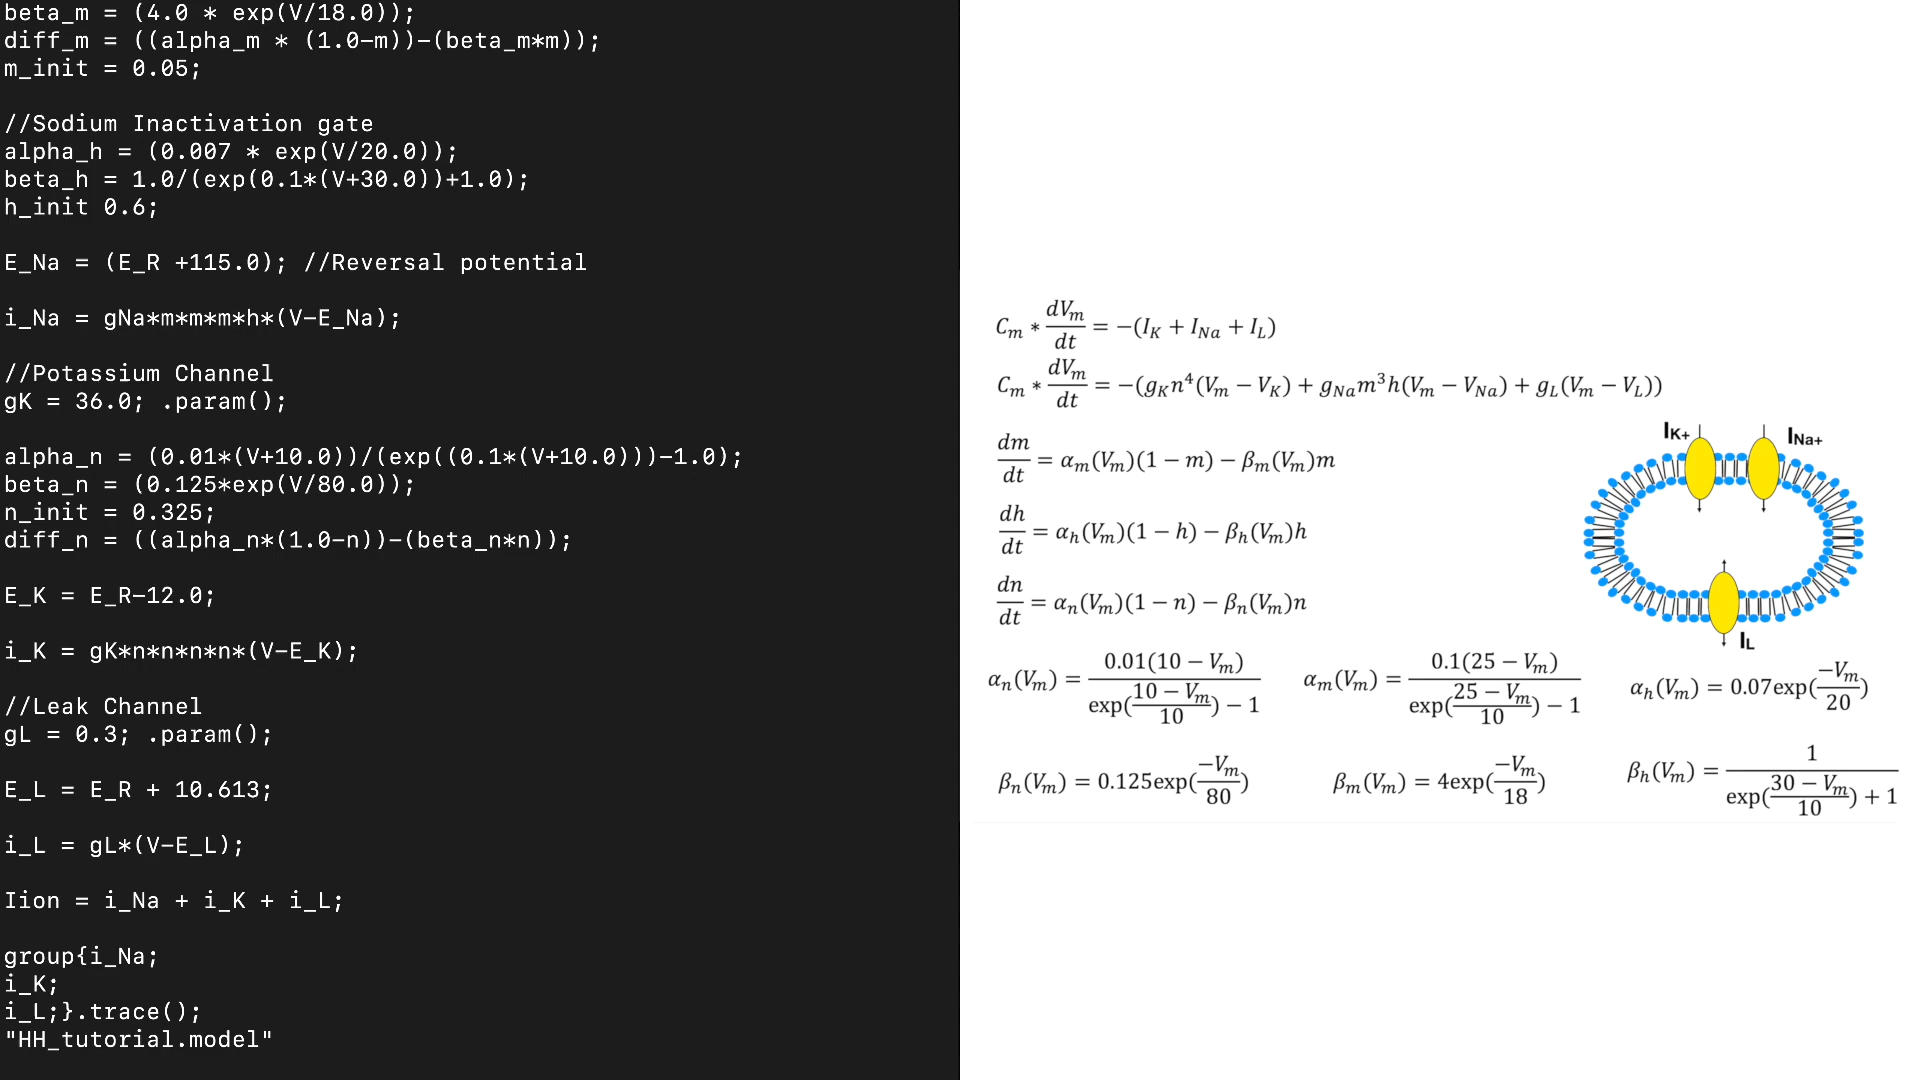 beta_m = (4.0 * exp(V/18.0));
diff_m = ((alpha_m * (1.0-m))-(beta_m*m));
m_init = 0.05;
//Sodium Inactivation gate
alpha_h = (0.007 * exp(V/20.0));
beta_h = 1.0/(exp(0.1*(V+30.0))+1.0);
h_init 0.6;
E_Na = (E_R +115.0); //Reversal potential
i_Na = gNa*m*m*m*h*(V-E_Na);
//Potassium Channel
gK = 36.0; .param();
alpha_n = (0.01*(V+10.0))/(exp((0.1*(V+10.0)))-1.0);
beta_n = (0.125*exp(V/80.0));
n_init = 0.325;
diff_n = ((alpha_n*(1.0-n))-(beta_n*n));
E_K = E_R-12.0;
i_K = gK*n*n*n*n*(V-E_K);
//Leak Channel
gL = 0.3; .param();
E_L = E_R + 10.613;
i_L = gL*(V-E_L);
Iion = i_Na + i_K + i_L;
group{i_Na;
i_K;
i_L;}.trace();
"HH_tutorial.model"
C_m * dV_m/dt = −(I_K + I_Na + I_L)
C_m * dV_m/dt = −(g_K n⁴(V_m − V_K) + g_Na m³h(V_m − V_Na) + g_L(V_m − V_L))
dm/dt = α_m(V_m)(1 − m) − β_m(V_m)m
dh/dt = α_h(V_m)(1 − h) − β_h(V_m)h
dn/dt = α_n(V_m)(1 − n) − β_n(V_m)n
I_K+
I_Na+
I_L
α_n(V_m) = 0.01(10 − V_m)/(exp((10 − V_m)/10) − 1)
α_m(V_m) = 0.1(25 − V_m)/(exp((25 − V_m)/10) − 1)
α_h(V_m) = 0.07exp(−V_m/20)
β_n(V_m) = 0.125exp(−V_m/80)
β_m(V_m) = 4exp(−V_m/18)
β_h(V_m) = 1/(exp((30 − V_m)/10) + 1)